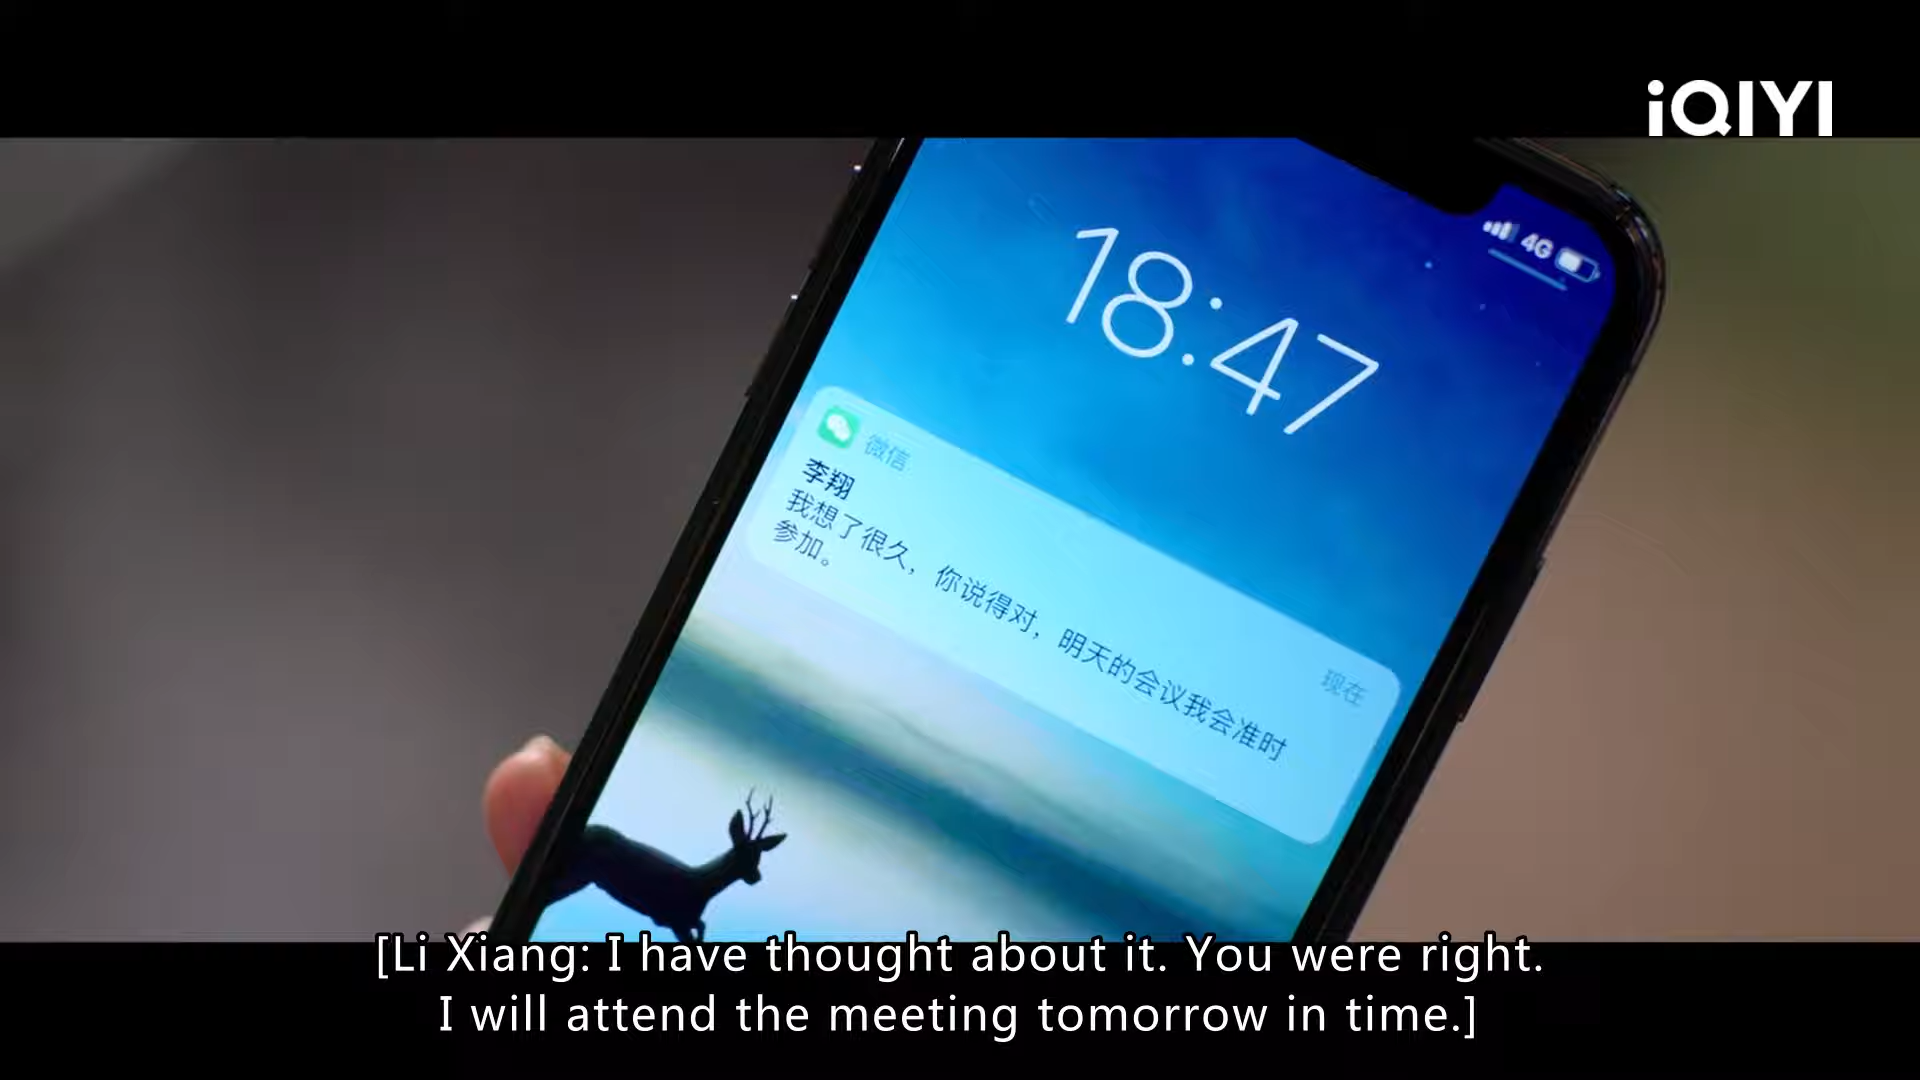 iQIYI
4G
18:47
微信
现在
李翔
我想了很久，你说得对，明天的会议我会准时
参加。
[Li Xiang: I have thought about it. You were right.
I will attend the meeting tomorrow in time.]